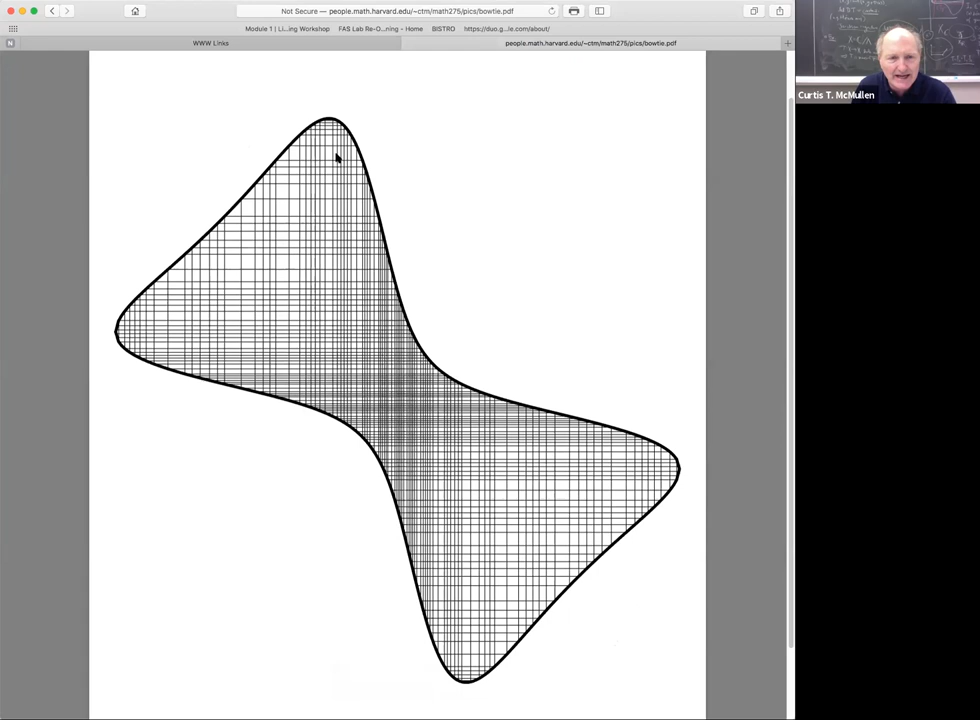 Not Secure — people.math.harvard.edu/~ctm/math275/pics/bowtie.pdf
Module 1 | Li...ing Workshop FAS Lab Re-O...ning - Home BISTRO https://duo.g...le.com/about/
WWW Links people.math.harvard.edu/~ctm/math275/pics/bowtie.pdf
Curtis T. McMullen